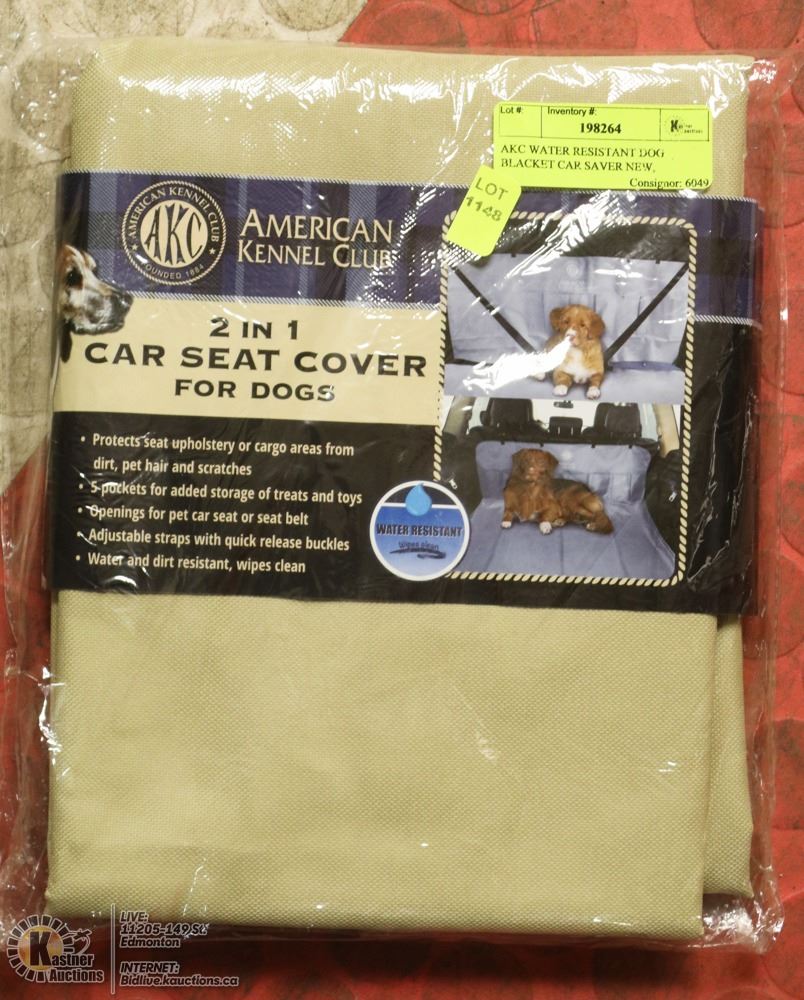 Lot #: Inventory #:
198264
Kastner Auctions
AKC WATER RESISTANT DOG
BLACKET CAR SAVER NEW,
Consignor: 6049
LOT
1148
AMERICAN KENNEL CLUB
AKC
FOUNDED 1884
AMERICAN
KENNEL CLUB
2 IN 1
CAR SEAT COVER
FOR DOGS
• Protects seat upholstery or cargo areas from
dirt, pet hair and scratches
• 5-pockets for added storage of treats and toys
• Openings for pet car seat or seat belt
• Adjustable straps with quick release buckles
• Water and dirt resistant, wipes clean
WATER RESISTANT
Wipes clean
Kastner
Auctions
LIVE:
11205-149 St.
Edmonton
INTERNET:
Bidlive.kauctions.ca